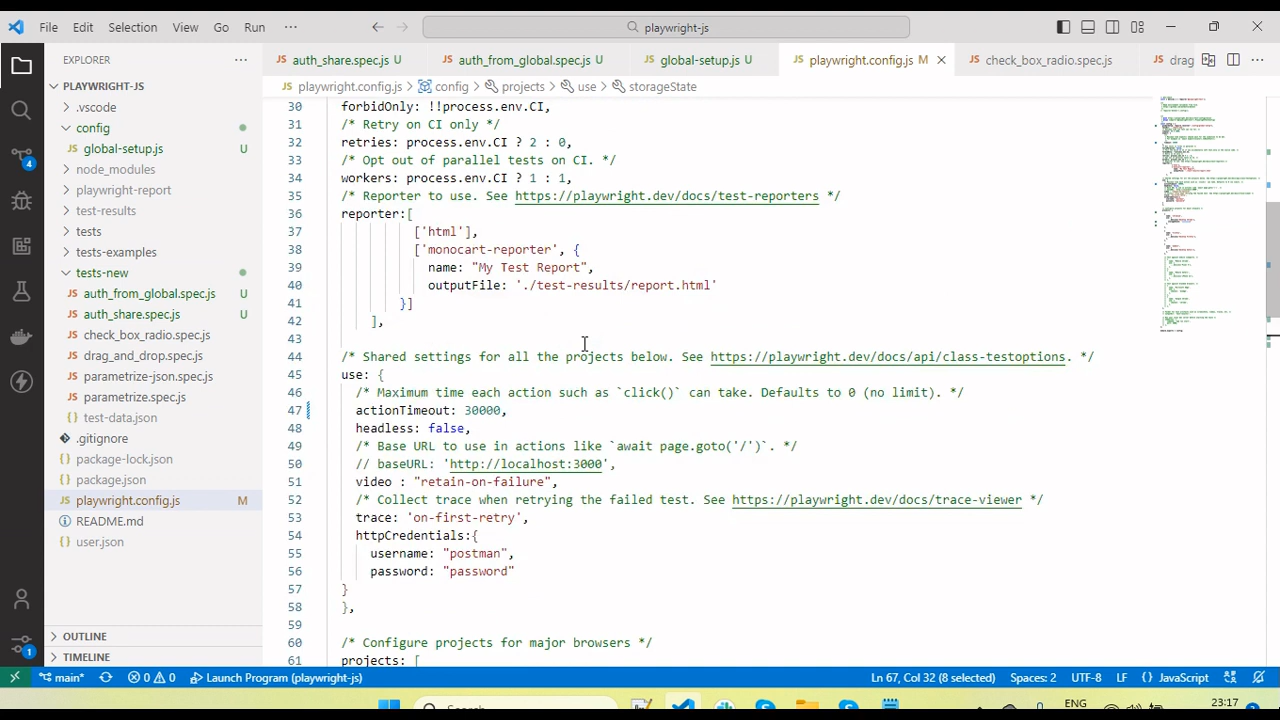 File Edit Selection View Go Run ··· playwright-js
EXPLORER ···
PLAYWRIGHT-JS
.vscode
config
JS global-setup.js U
node_modules
playwright-report
test-results
tests
tests-examples
tests-new
JS auth_from_global.spec.js U
JS auth_share.spec.js U
JS check_box_radio.spec.js
JS drag_and_drop.spec.js
JS parametrize-json.spec.js
JS parametrize.spec.js
{} test-data.json
.gitignore
{} package-lock.json
{} package.json
JS playwright.config.js M
README.md
{} user.json
OUTLINE
TIMELINE
JS auth_share.spec.js U JS auth_from_global.spec.js U JS global-setup.js U JS playwright.config.js M JS check_box_radio.spec.js JS drag
JS playwright.config.js > config > projects > use > storageState
30 forbidOnly: !!process.env.CI,
31 /* Retry on CI only */
32 retries: process.env.CI ? 2 : 0,
33 /* Opt out of parallel tests on CI. */
34 workers: process.env.CI ? 1 : 1,
35 /* Reporter to use. See https://playwright.dev/docs/test-reporters */
36 reporter:[
37 ['html'],
38 ['monocart-reporter', {
39 name: "My Test Report",
40 outputFile: './test-results/report.html'
41 }]
42 ],
43
44 /* Shared settings for all the projects below. See https://playwright.dev/docs/api/class-testoptions. */
45 use: {
46 /* Maximum time each action such as `click()` can take. Defaults to 0 (no limit). */
47 actionTimeout: 30000,
48 headless: false,
49 /* Base URL to use in actions like `await page.goto('/')`. */
50 // baseURL: 'http://localhost:3000',
51 video : "retain-on-failure",
52 /* Collect trace when retrying the failed test. See https://playwright.dev/docs/trace-viewer */
53 trace: 'on-first-retry',
54 httpCredentials:{
55 username: "postman",
56 password: "password"
57 }
58 },
59
60 /* Configure projects for major browsers */
61 projects: [
4
1
main* 0 0 Launch Program (playwright-js) Ln 67, Col 32 (8 selected) Spaces: 2 UTF-8 LF {} JavaScript
Search ENG 23:17